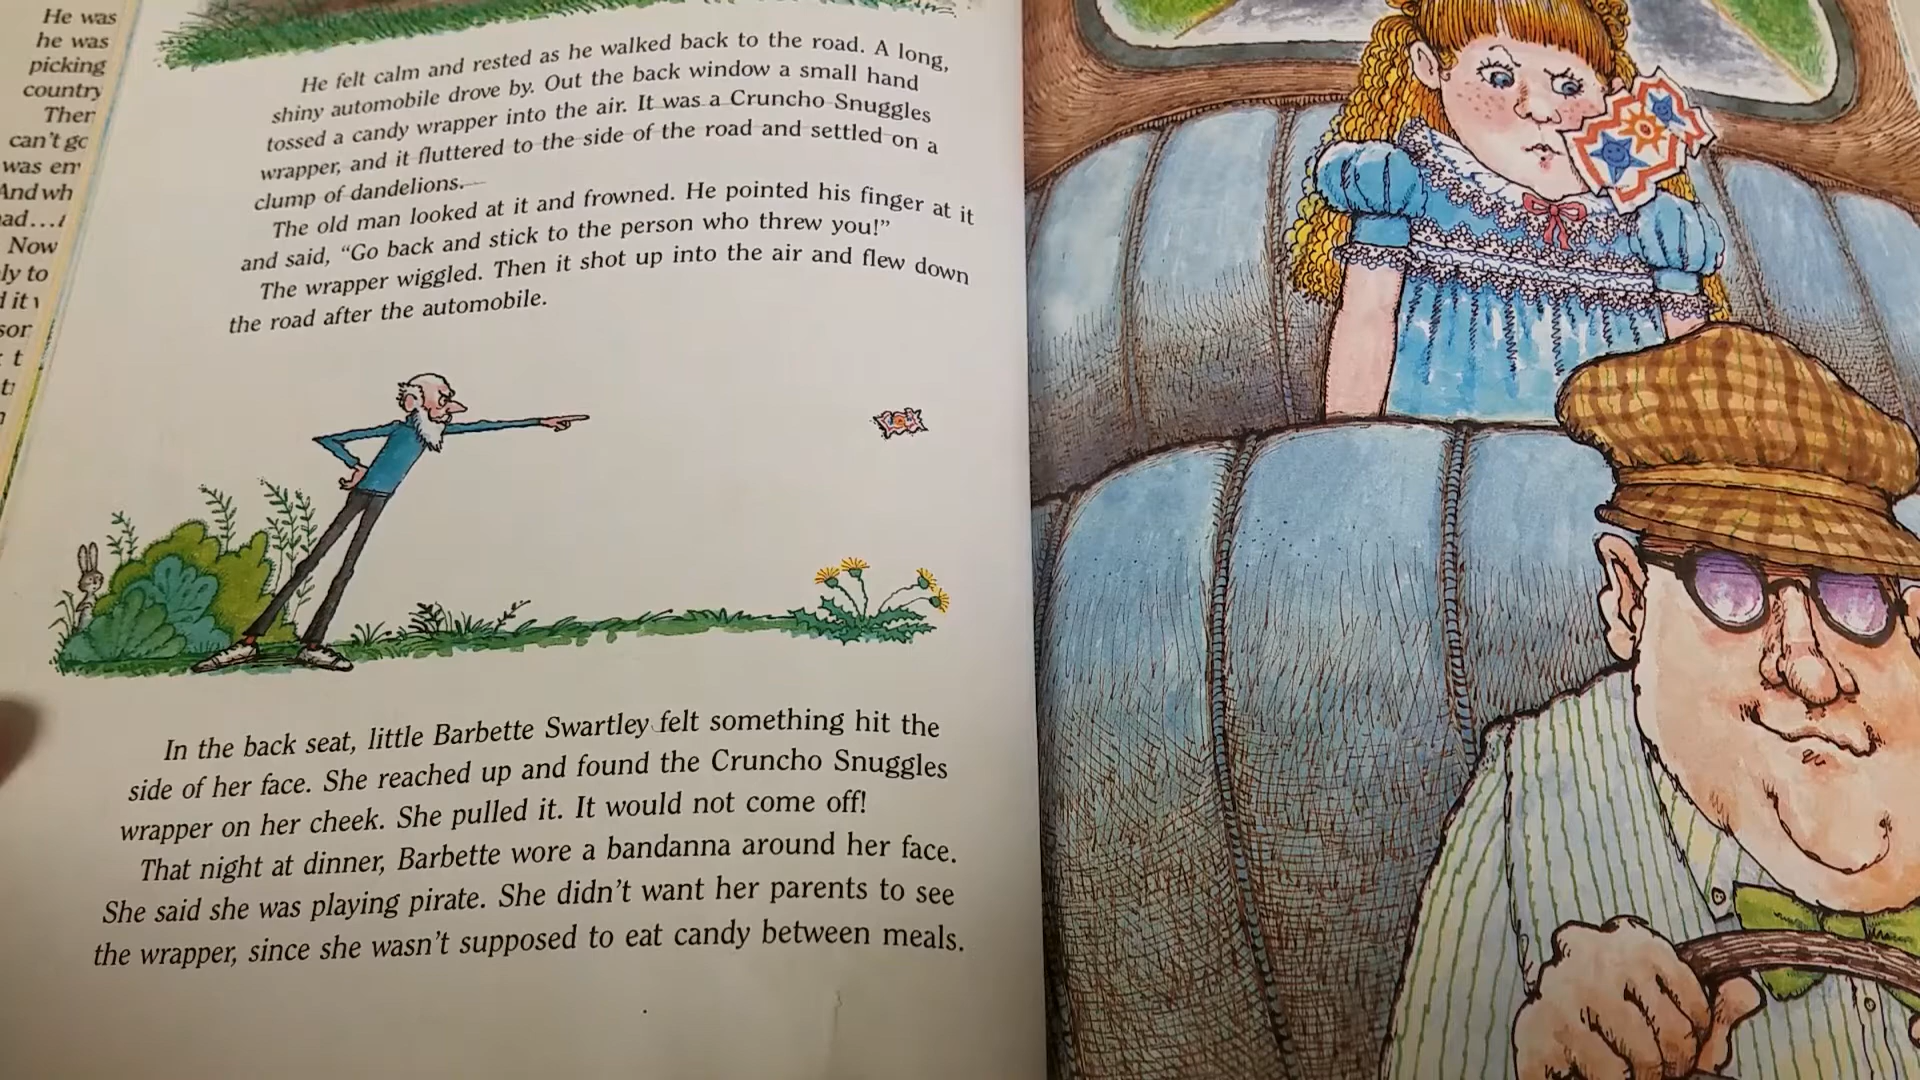 He was
he was
picking
country
can't go
was em
And wh
Now
ly to
He felt calm and rested as he walked back to the road. A long,
shiny automobile drove by. Out the back window a small hand
tossed a candy wrapper into the air. It was a Cruncho Snuggles
wrapper, and it fluttered to the side of the road and settled on a
clump of dandelions.
The old man looked at it and frowned. He pointed his finger at it
and said, “Go back and stick to the person who threw you!”
The wrapper wiggled. Then it shot up into the air and flew down
the road after the automobile.
In the back seat, little Barbette Swartley felt something hit the
side of her face. She reached up and found the Cruncho Snuggles
wrapper on her cheek. She pulled it. It would not come off!
That night at dinner, Barbette wore a bandanna around her face.
She said she was playing pirate. She didn’t want her parents to see
the wrapper, since she wasn’t supposed to eat candy between meals.